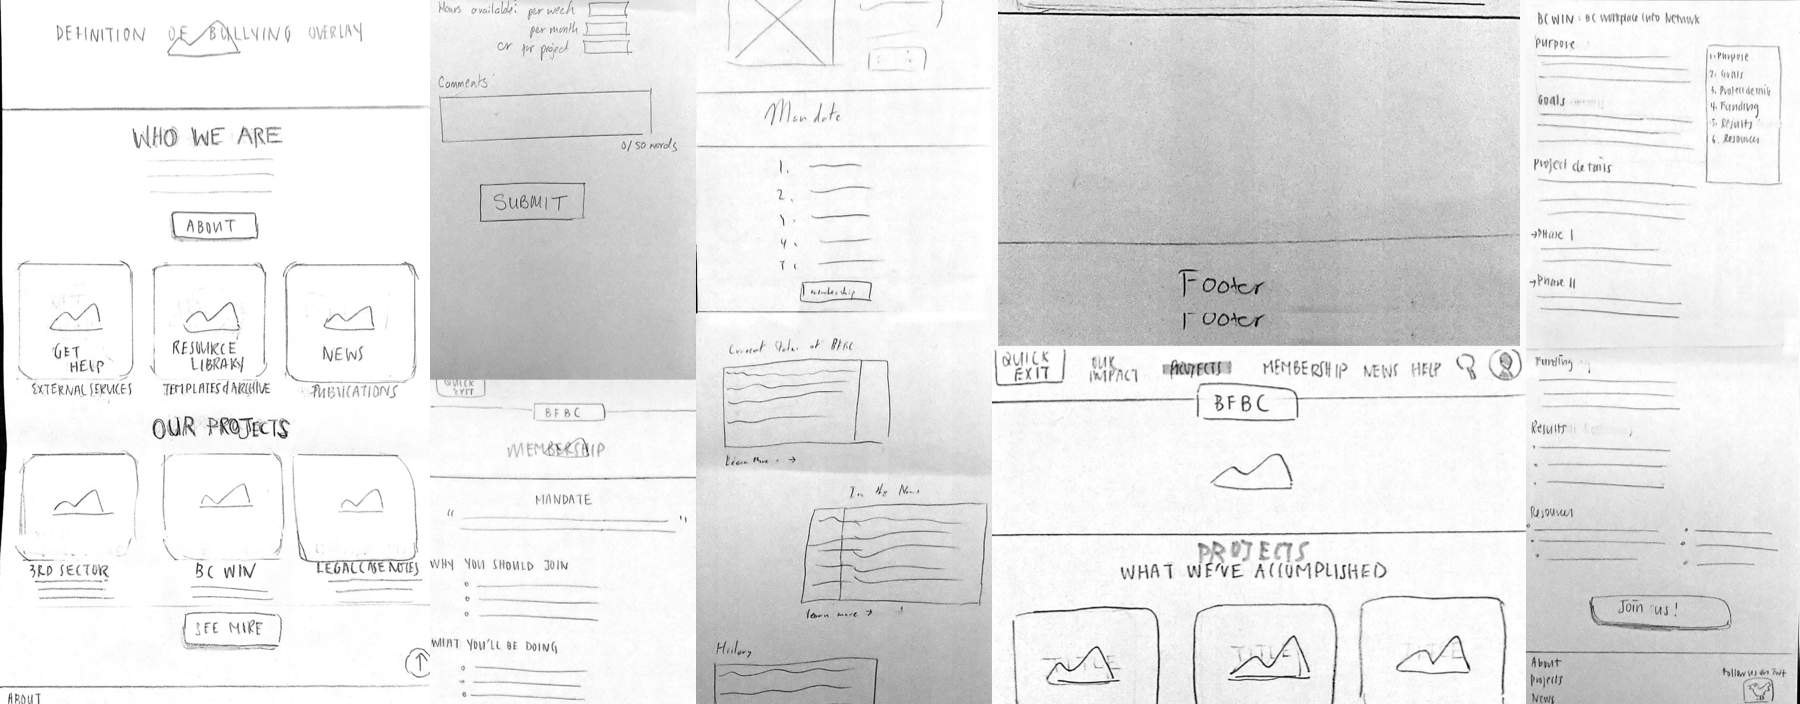 DEFINITION OF BULLYING OVERLAY
WHO WE ARE
ABOUT
GET HELP
EXTERNAL SERVICES
RESOURCE LIBRARY
TEMPLATES & ARCHIVE
NEWS
PUBLICATIONS
OUR PROJECTS
3RD SECTOR
BC WIN
LEGAL CASE NOTES
SEE MORE
ABOUT
Hours available: per week
per month
or per project
Comments:
0/50 words
SUBMIT
QUICK EXIT
BFBC
MEMBERSHIP
MANDATE
"
"
WHY YOU SHOULD JOIN
WHAT YOU'LL BE DOING
Mandate
1.
2.
3.
4.
5.
membership
Current Status of BFBC
Learn More →
In the News
learn more →
History
Footer
Footer
QUICK EXIT
OUR IMPACT
PROJECTS
MEMBERSHIP
NEWS
HELP
BFBC
PROJECTS
WHAT WE'VE ACCOMPLISHED
TITLE
TITLE
TITLE
BC WIN: BC Workplace Info Network
Purpose
Goals
Project details
→ Phase I
→ Phase II
1. Purpose
2. Goals
3. Project details
4. Funding
5. Results
6. Resources
Funding
Results
Resources
Join us!
About
Projects
News
Follow us on